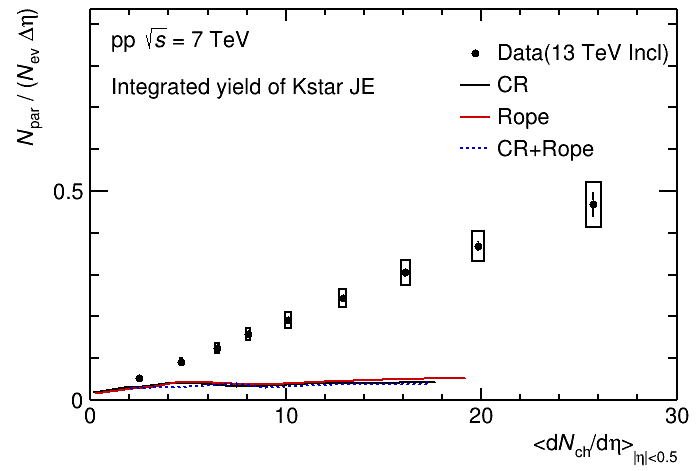 N_par / (N_ev Δη)
pp √s = 7 TeV
Integrated yield of Kstar JE
Data(13 TeV Incl)
CR
Rope
CR+Rope
0.5
0
0 10 20 30
<dN_ch/dη>_|η|<0.5